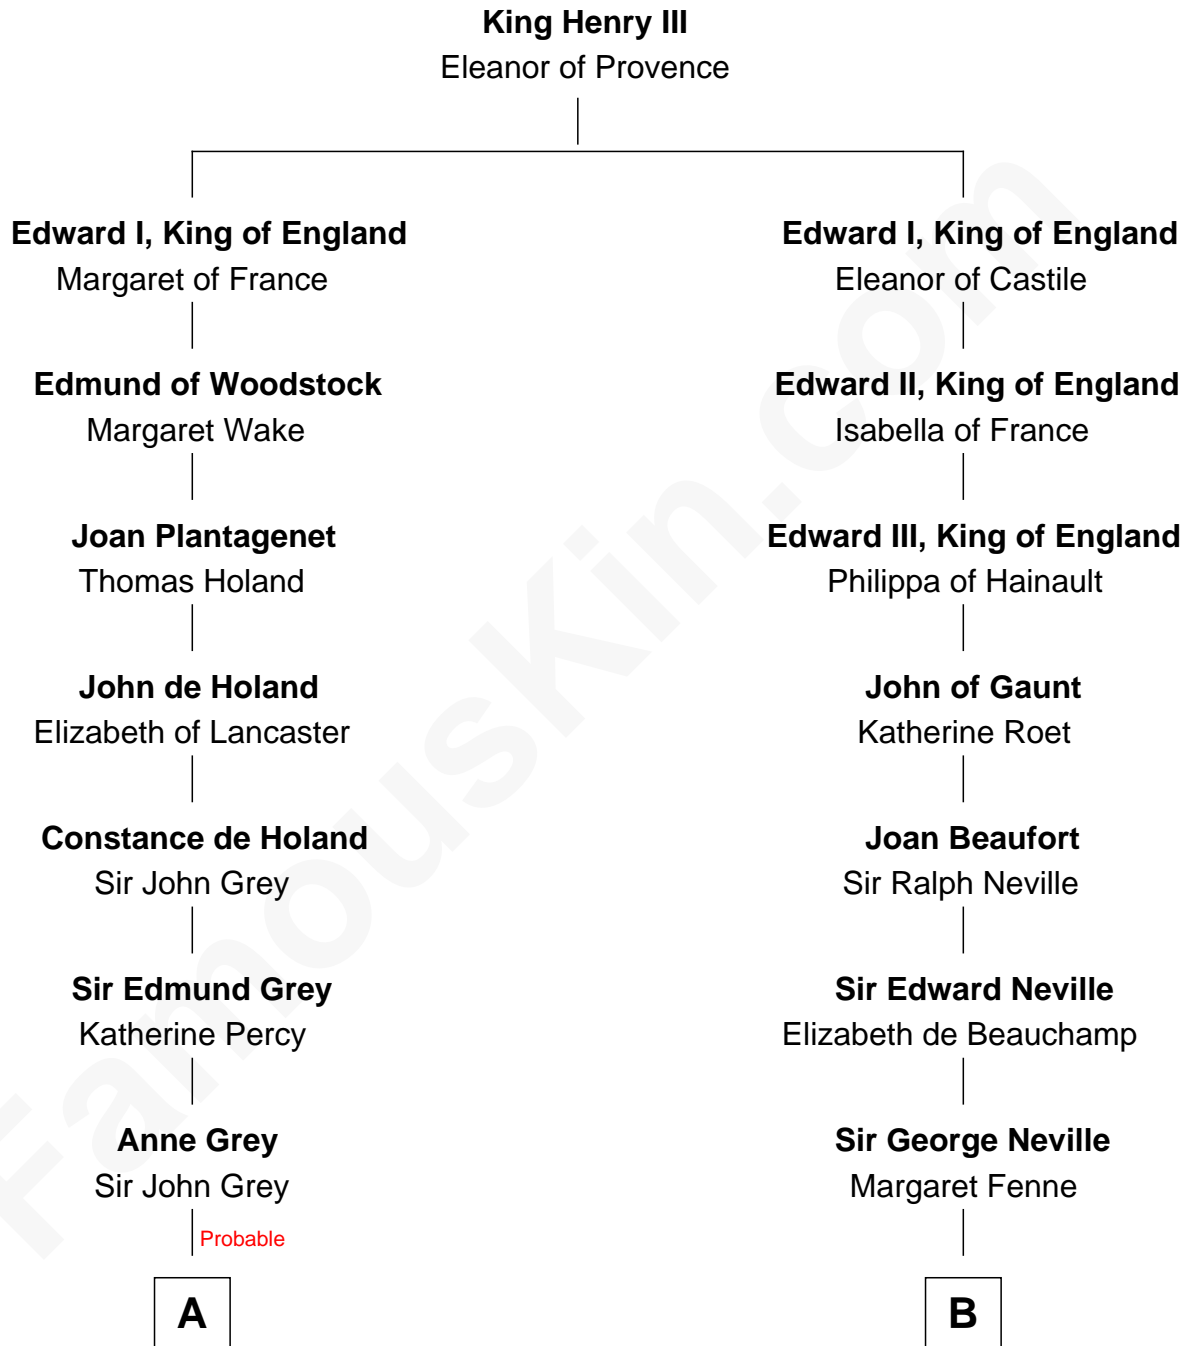 King Henry III
Eleanor of Provence
Edward I, King of England
Margaret of France
Edward I, King of England
Eleanor of Castile
Edmund of Woodstock
Margaret Wake
Edward II, King of England
Isabella of France
Joan Plantagenet
Thomas Holand
Edward III, King of England
Philippa of Hainault
John de Holand
Elizabeth of Lancaster
John of Gaunt
Katherine Roet
Constance de Holand
Sir John Grey
Joan Beaufort
Sir Ralph Neville
Sir Edmund Grey
Katherine Percy
Sir Edward Neville
Elizabeth de Beauchamp
Anne Grey
Sir John Grey
Sir George Neville
Margaret Fenne
Probable
A
B
FamousKin.com